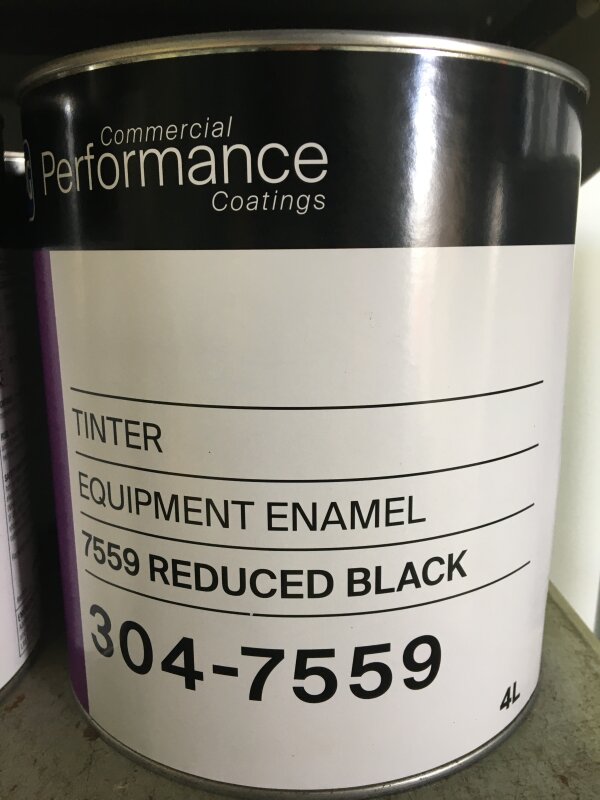 Commercial
Performance
Coatings
TINTER
EQUIPMENT ENAMEL
7559 REDUCED BLACK
304-7559
4L